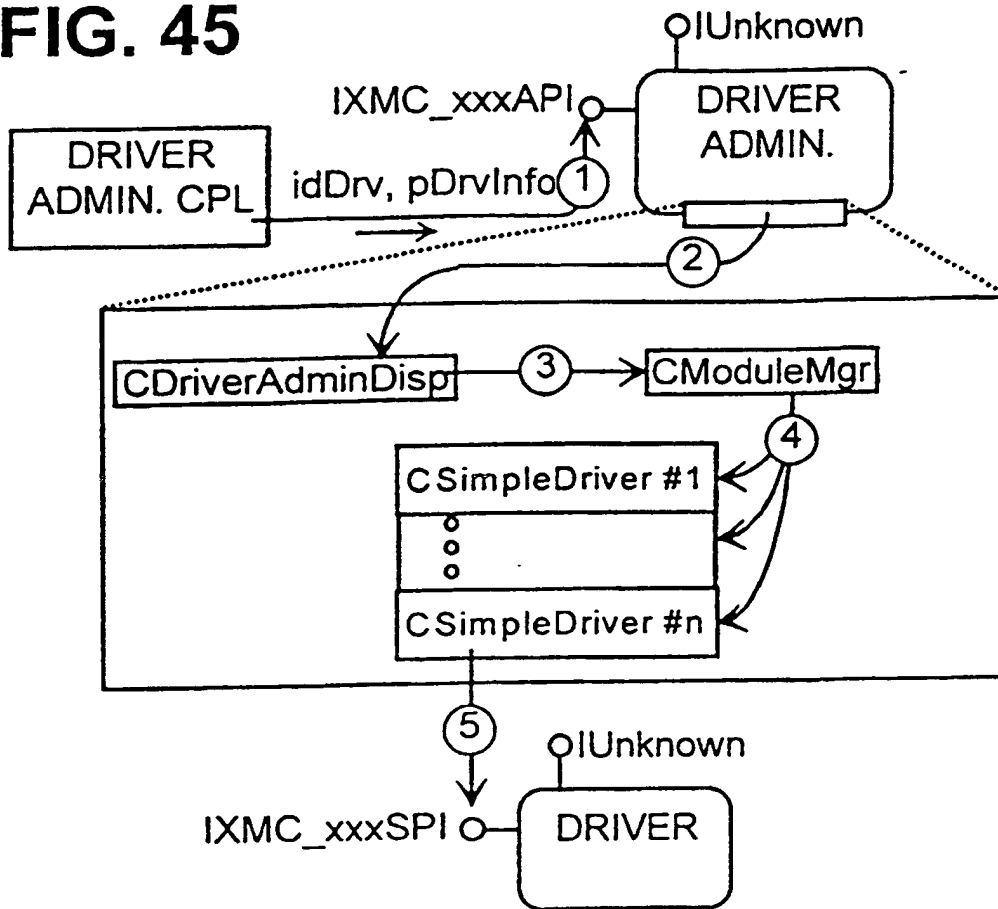 FIG. 45
IUnknown
IXMC_xxxAPI
DRIVER
ADMIN.
DRIVER
ADMIN. CPL
idDrv, pDrvInfo
1
2
CDriverAdminDisp
3
CModuleMgr
4
CSimpleDriver #1
CSimpleDriver #n
5
IUnknown
IXMC_xxxSPI
DRIVER